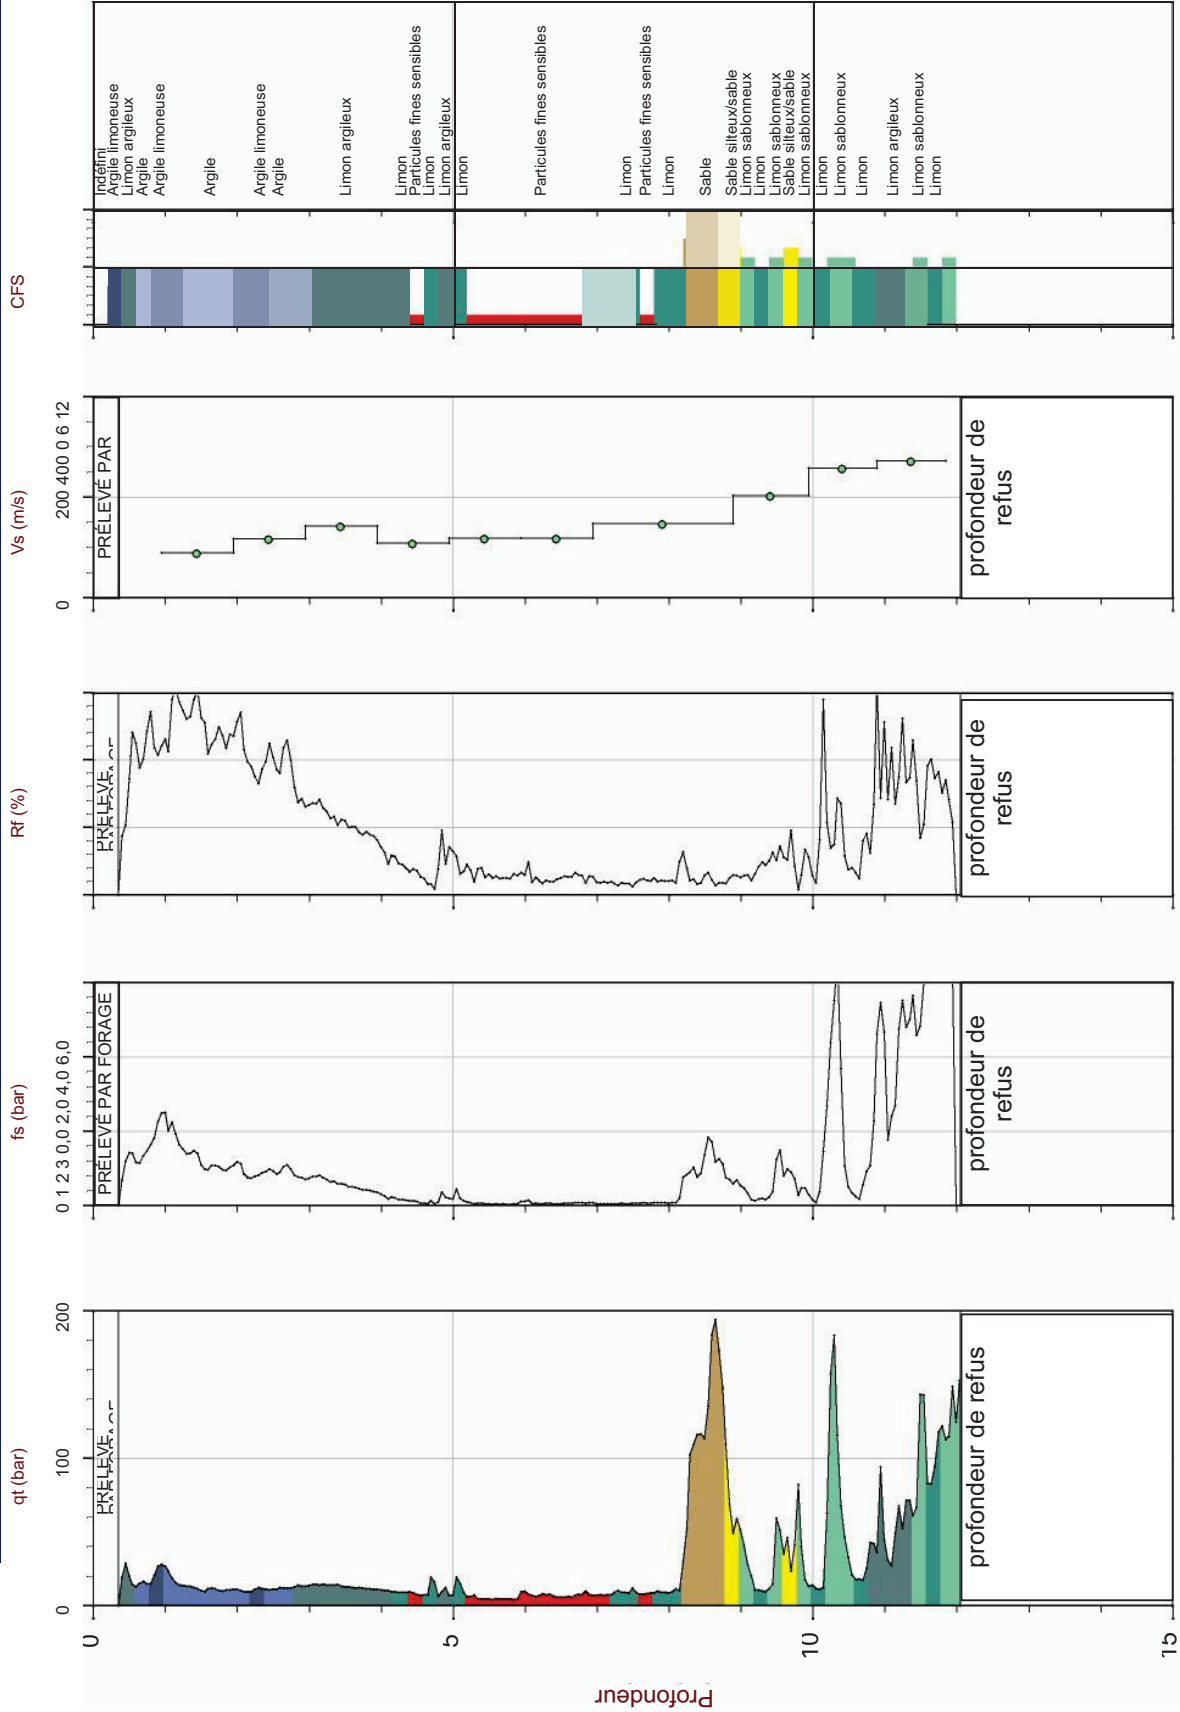 qt (bar)
fs (bar)
Rf (%)
Vs (m/s)
CFS
0 100 200
0 1 2 3 0,0 2,0 4,0 6,0
0 200 400 0 6 12
PRÉLEVÉ PAR FORAGE
PRÉLEVÉ PAR
Indéfini
Argile limoneuse
Limon argileux
Argile
Argile limoneuse
Argile
Argile limoneuse
Argile
Limon argileux
Limon
Particules fines sensibles
Limon
Limon argileux
Limon
Particules fines sensibles
Limon
Particules fines sensibles
Limon
Sable
Sable silteux/sable
Limon sablonneux
Limon
Limon sablonneux
Sable silteux/sable
Limon sablonneux
Limon
Limon sablonneux
Limon
Limon argileux
Limon sablonneux
Limon
profondeur de refus
profondeur de
refus
profondeur de
refus
profondeur de
refus
0
5
10
15
Profondeur